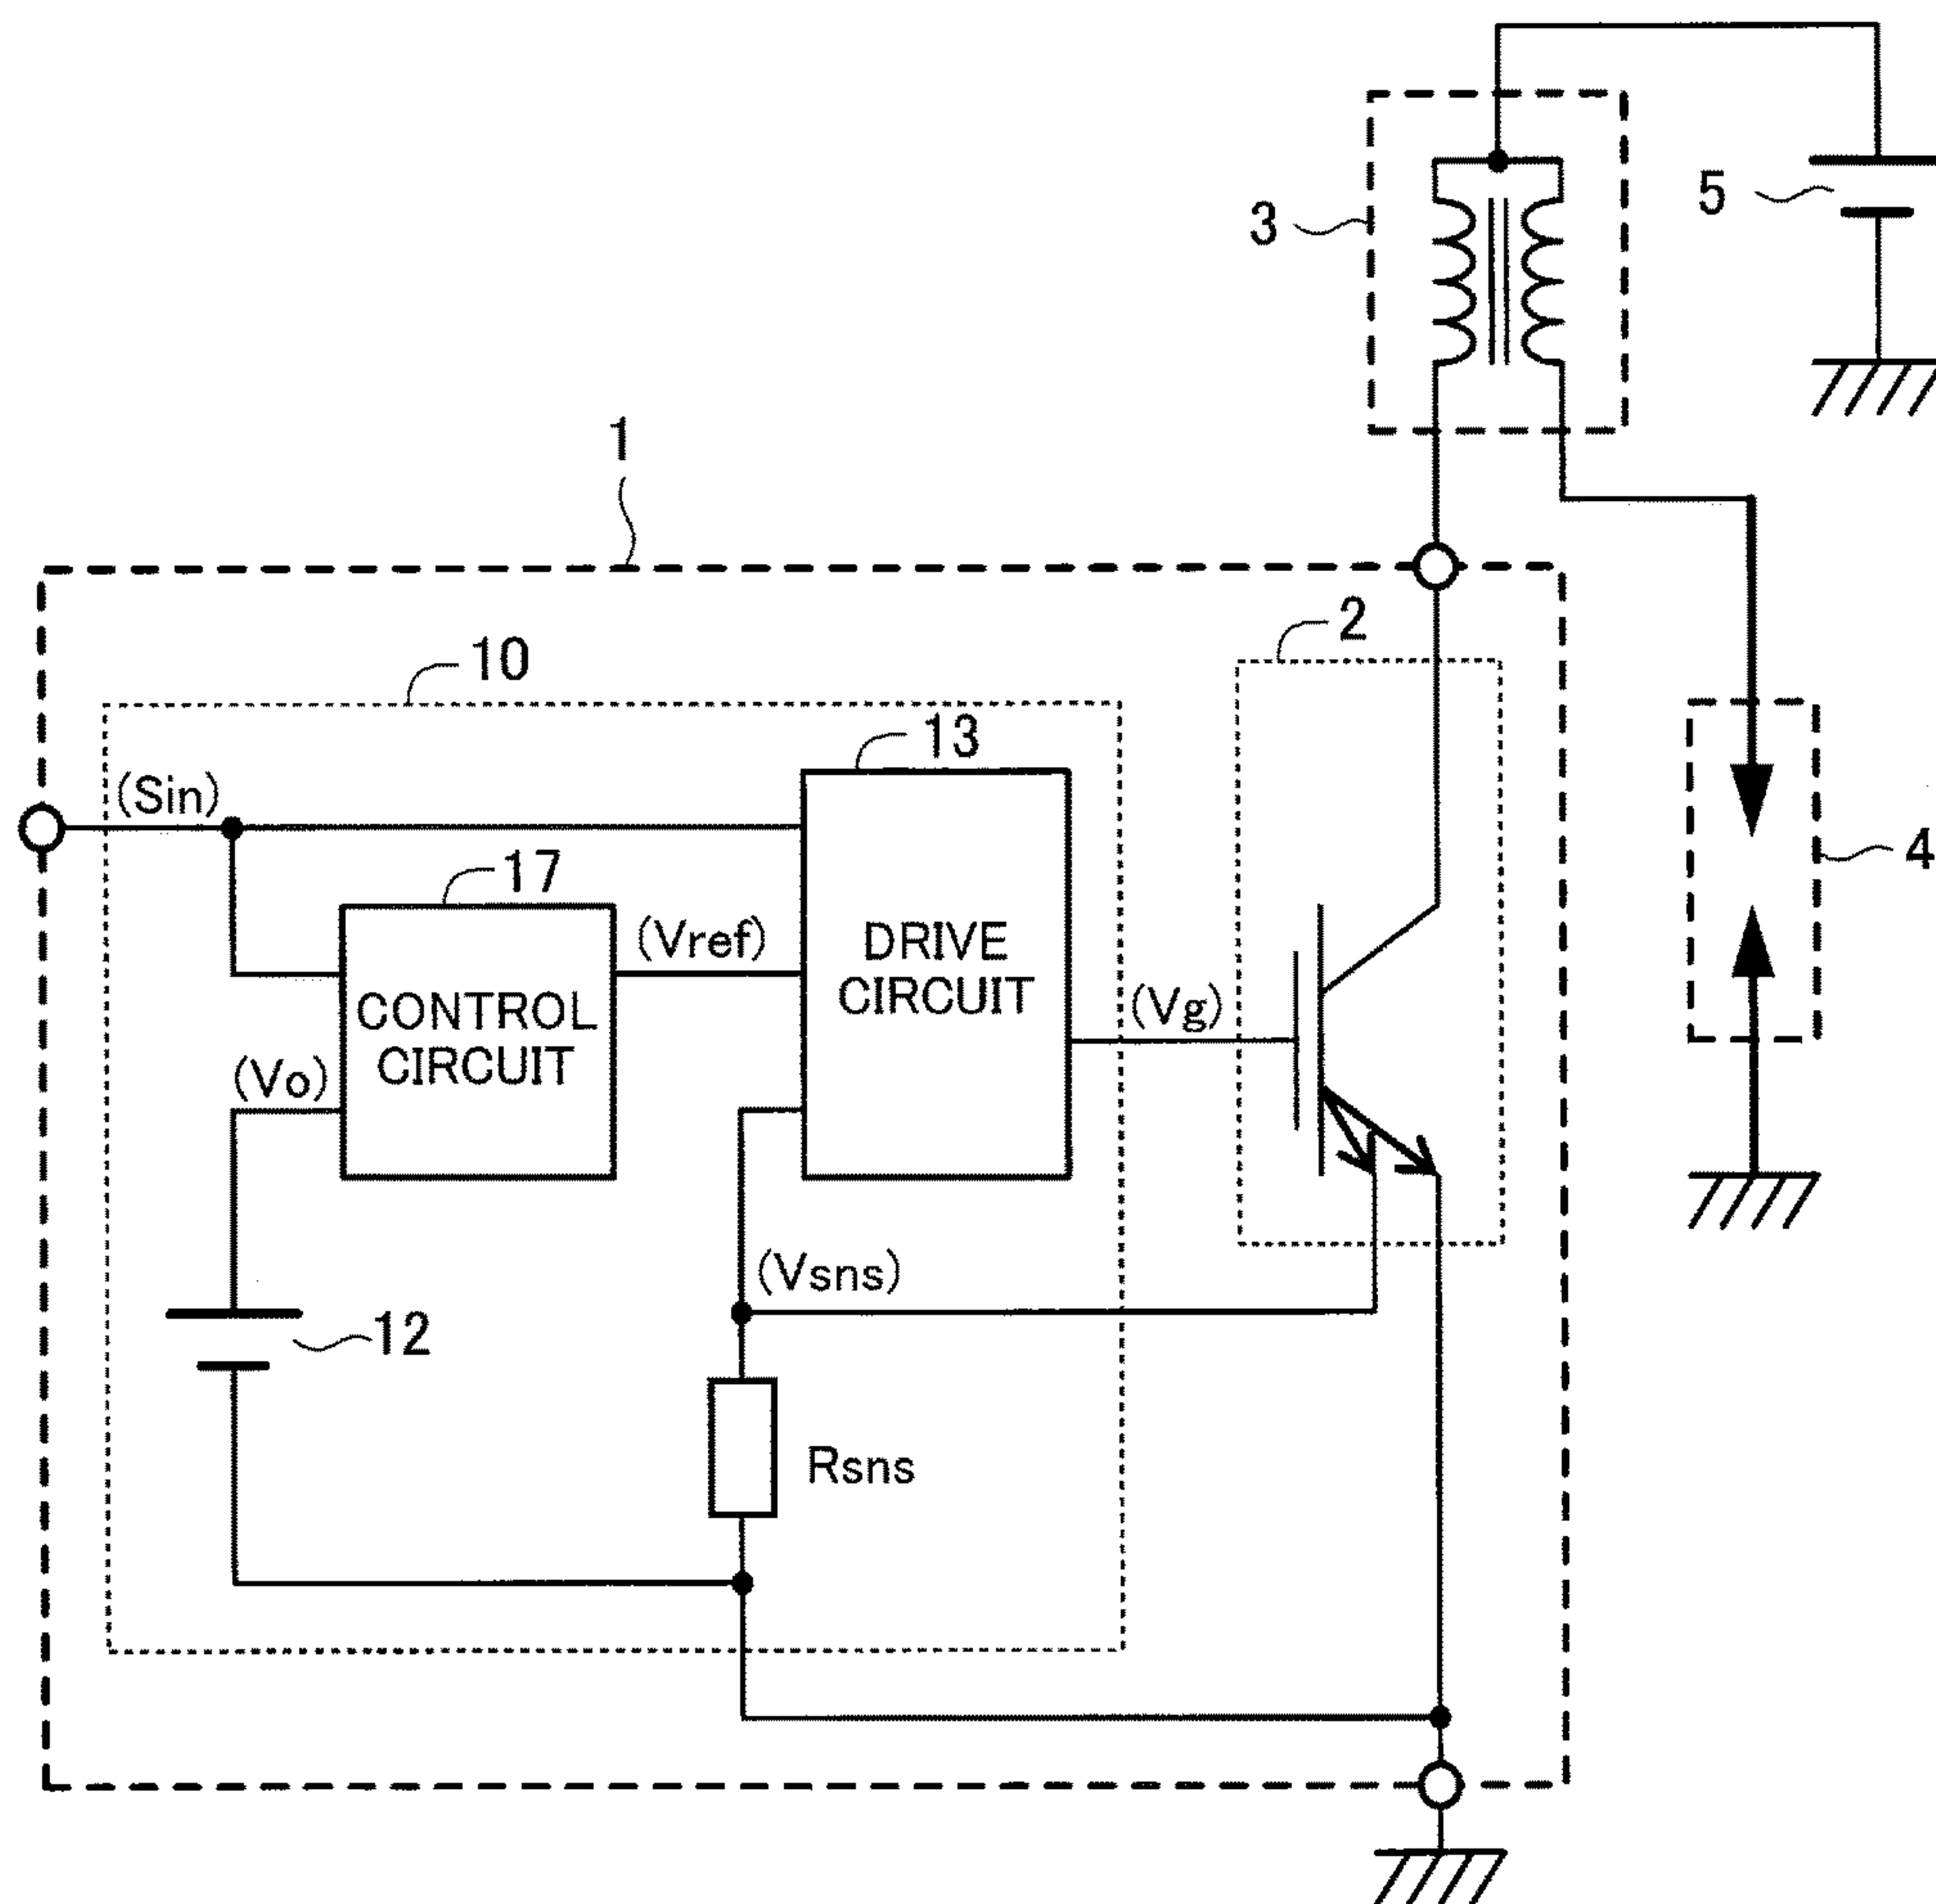 5
3
1
2
10
13
(Sin)
4
17
(Vref)
DRIVE
CIRCUIT
(Vg)
CONTROL
CIRCUIT
(Vo)
(Vsns)
12
Rsns